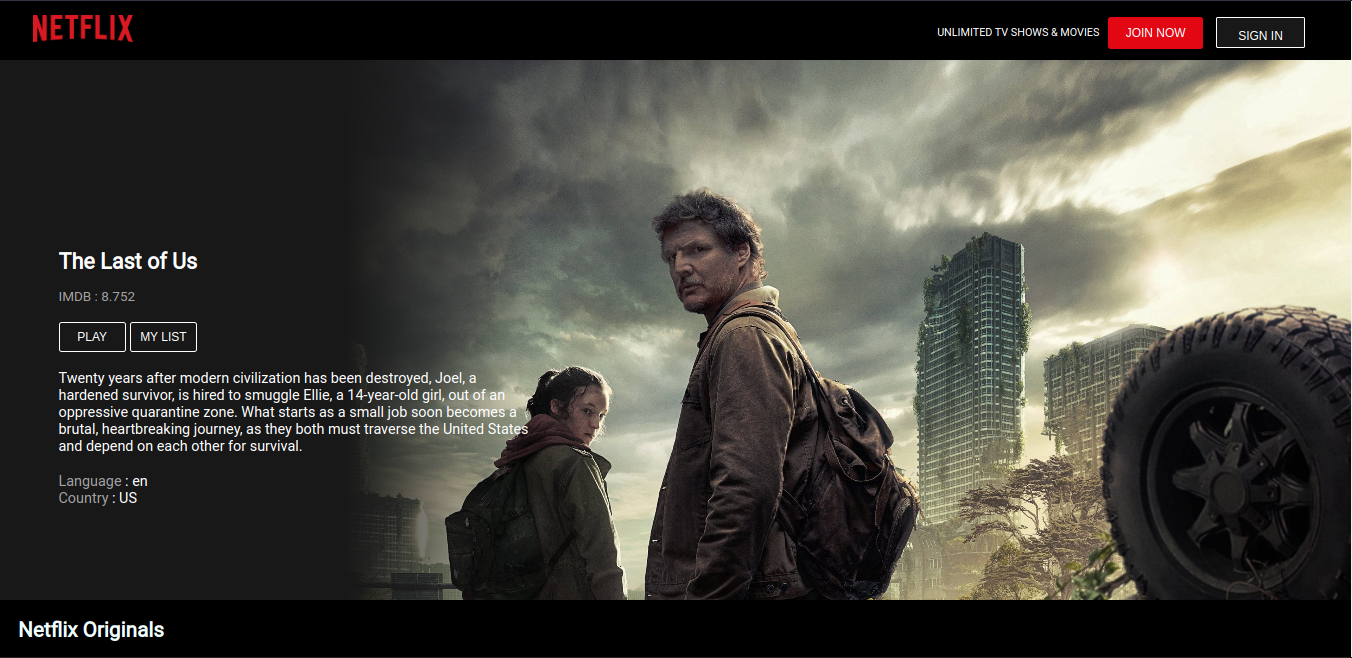 NETFLIX
UNLIMITED TV SHOWS & MOVIES
JOIN NOW
SIGN IN
The Last of Us
IMDB : 8.752
PLAY
MY LIST
Twenty years after modern civilization has been destroyed, Joel, a
hardened survivor, is hired to smuggle Ellie, a 14-year-old girl, out of an
oppressive quarantine zone. What starts as a small job soon becomes a
brutal, heartbreaking journey, as they both must traverse the United States
and depend on each other for survival.
Language : en
Country : US
Netflix Originals